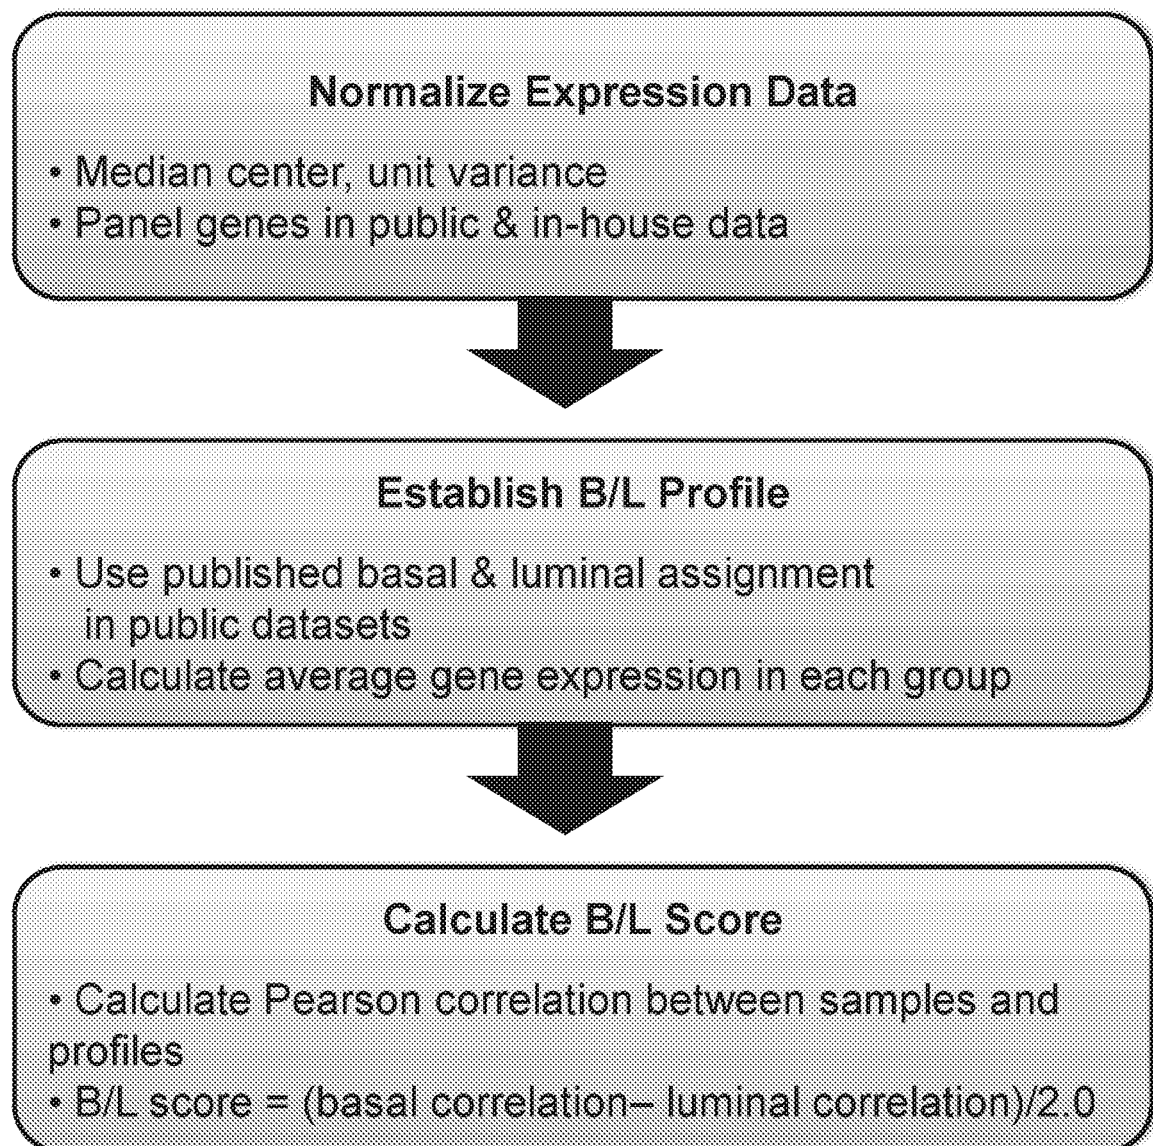 Normalize Expression Data
• Median center, unit variance
• Panel genes in public & in-house data
Establish B/L Profile
• Use published basal & luminal assignment
in public datasets
• Calculate average gene expression in each group
Calculate B/L Score
• Calculate Pearson correlation between samples and
profiles
• B/L score = (basal correlation– luminal correlation)/2.0